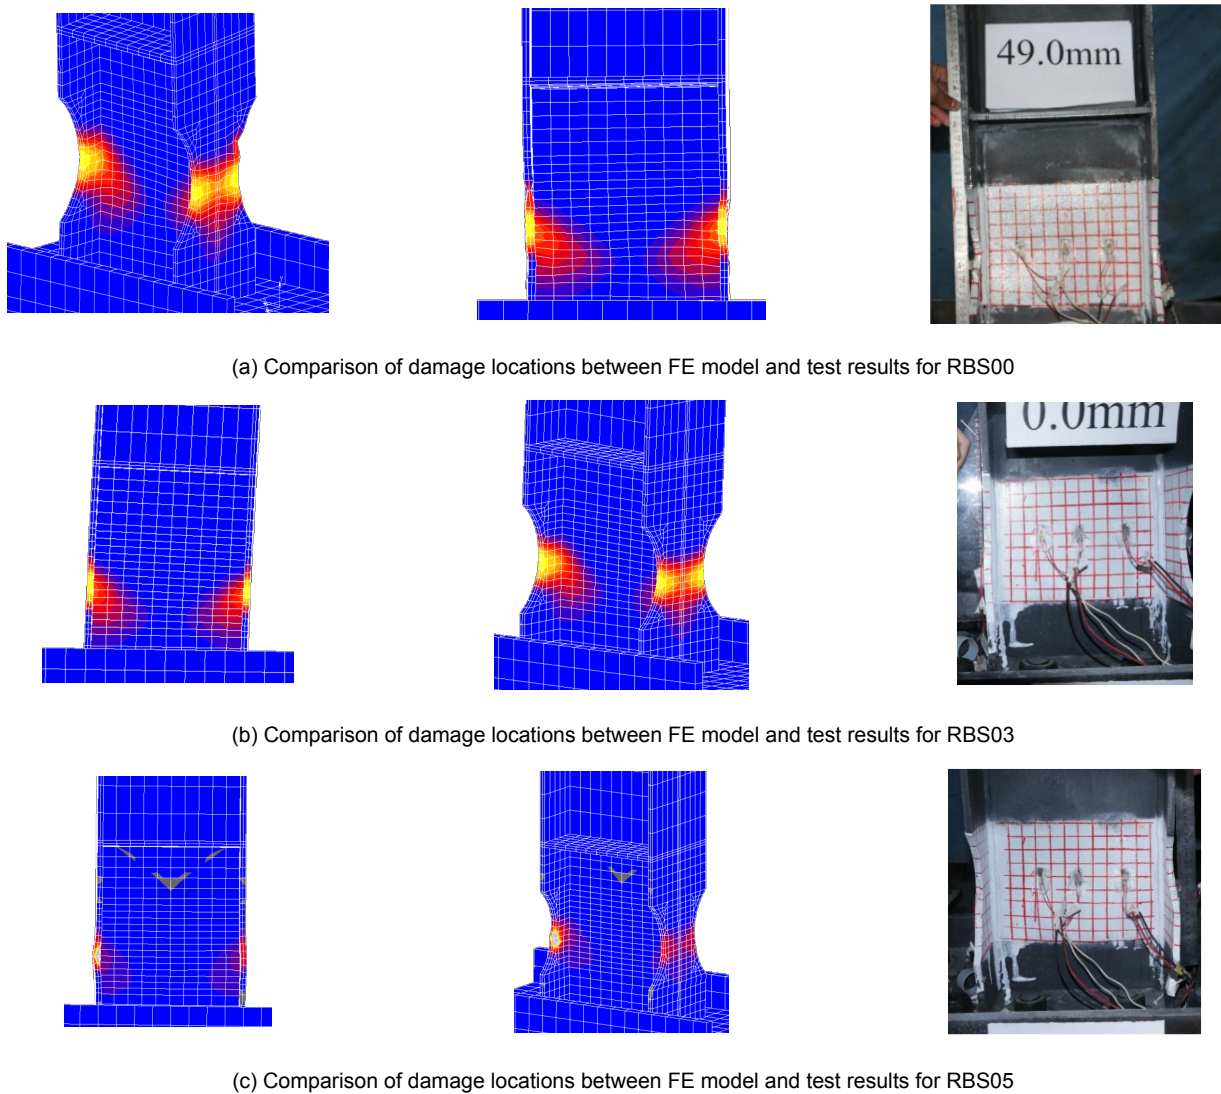 49.0mm
(a) Comparison of damage locations between FE model and test results for RBS00
0.0mm
(b) Comparison of damage locations between FE model and test results for RBS03
(c) Comparison of damage locations between FE model and test results for RBS05